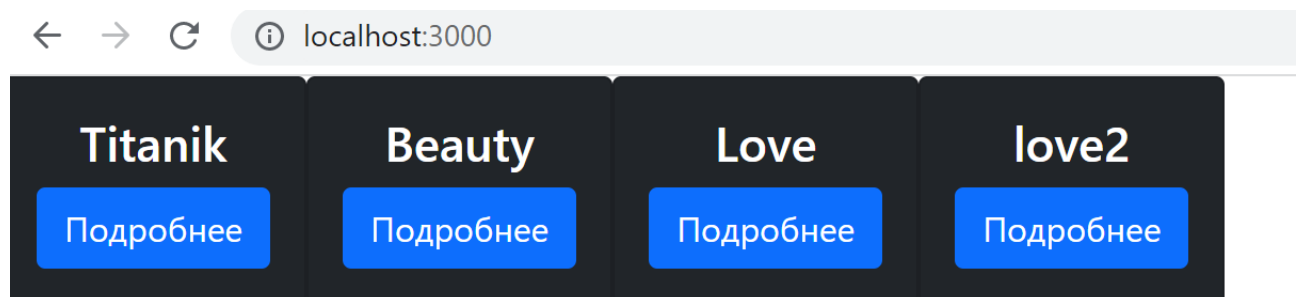 localhost:3000
Titanik Beauty Love love2
Подробнее Подробнее Подробнее Подробнее